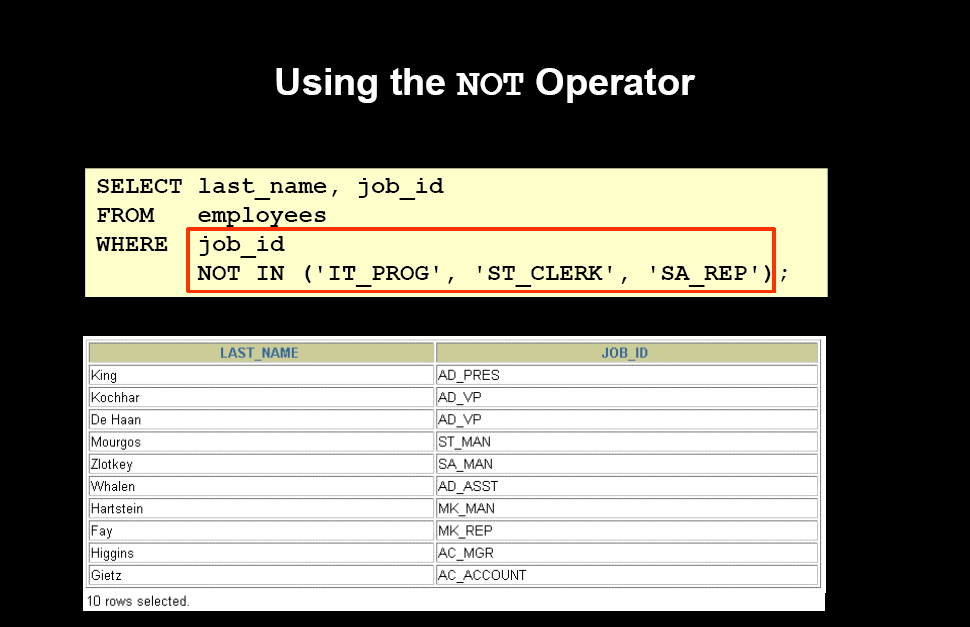 Using the NOT Operator
SELECT last_name, job_id
FROM employees
WHERE job_id
NOT IN ('IT_PROG', 'ST_CLERK', 'SA_REP');
LAST_NAME JOB_ID
King AD_PRES
Kochhar AD_VP
De Haan AD_VP
Mourgos ST_MAN
Zlotkey SA_MAN
Whalen AD_ASST
Hartstein MK_MAN
Fay MK_REP
Higgins AC_MGR
Gietz AC_ACCOUNT
10 rows selected.